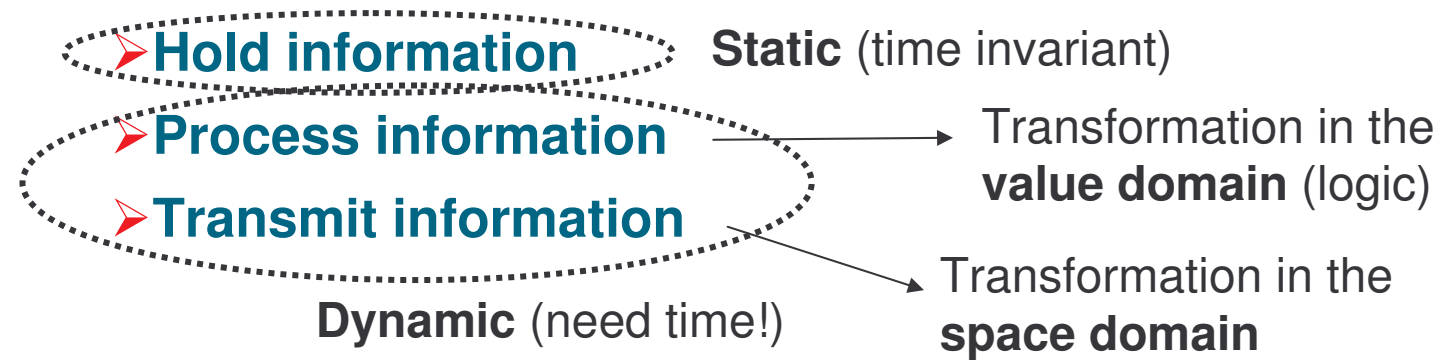 ➢Hold information
Static (time invariant)
➢Process information
Transformation in the
value domain (logic)
➢Transmit information
Transformation in the
space domain
Dynamic (need time!)